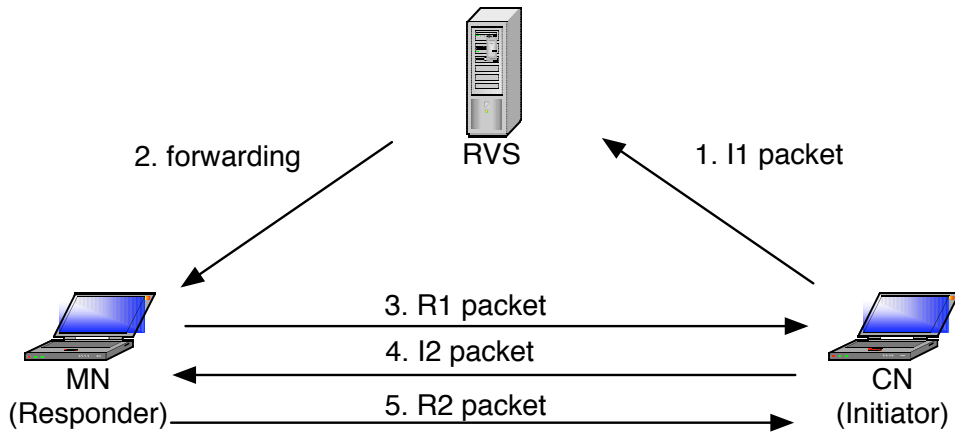 2. forwarding
RVS
1. I1 packet
3. R1 packet
4. I2 packet
MN
(Responder)
CN
(Initiator)
5. R2 packet